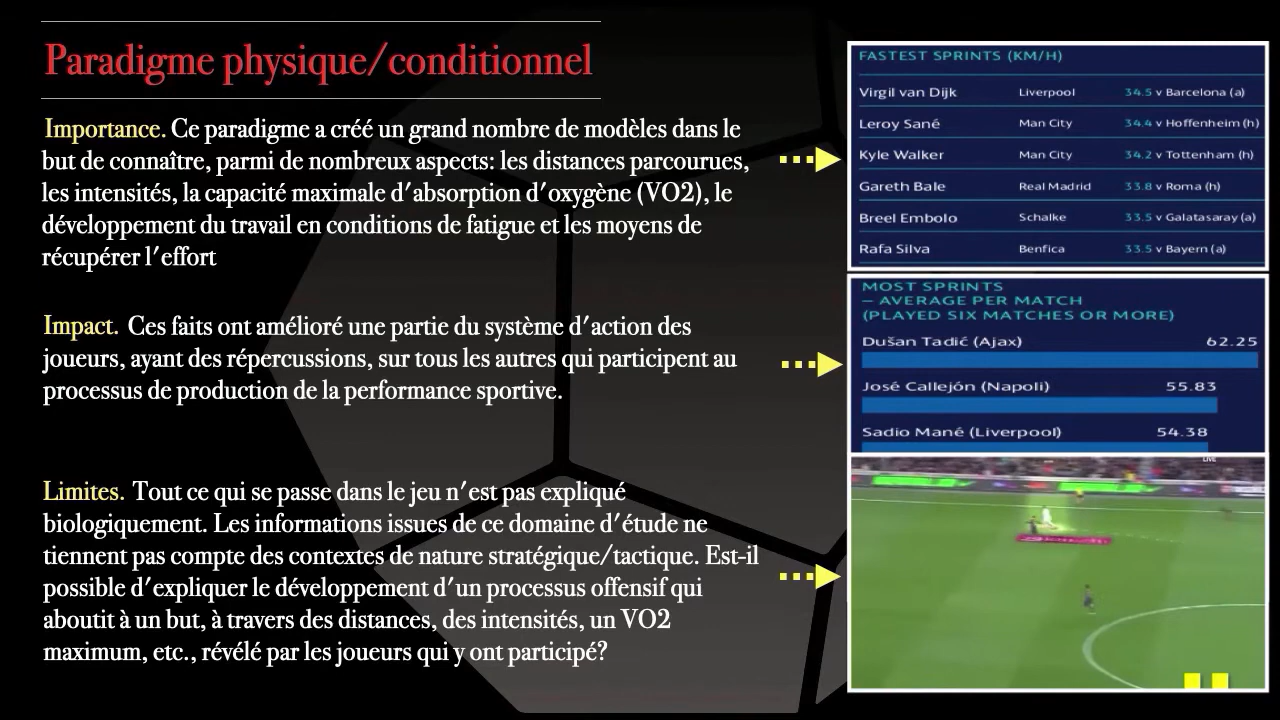 Paradigme physique/conditionnel
Importance. Ce paradigme a créé un grand nombre de modèles dans le
but de connaître, parmi de nombreux aspects: les distances parcourues,
les intensités, la capacité maximale d'absorption d'oxygène (VO2), le
développement du travail en conditions de fatigue et les moyens de
récupérer l'effort
Impact. Ces faits ont amélioré une partie du système d'action des
joueurs, ayant des répercussions, sur tous les autres qui participent au
processus de production de la performance sportive.
Limites. Tout ce qui se passe dans le jeu n'est pas expliqué
biologiquement. Les informations issues de ce domaine d'étude ne
tiennent pas compte des contextes de nature stratégique/tactique. Est-il
possible d'expliquer le développement d'un processus offensif qui
aboutit à un but, à travers des distances, des intensités, un VO2
maximum, etc., révélé par les joueurs qui y ont participé?
FASTEST SPRINTS (KM/H)
Virgil van Dijk Liverpool 34.5 v Barcelona (a)
Leroy Sané Man City 34.4 v Hoffenheim (h)
Kyle Walker Man City 34.2 v Tottenham (h)
Gareth Bale Real Madrid 33.8 v Roma (h)
Breel Embolo Schalke 33.5 v Galatasaray (a)
Rafa Silva Benfica 33.5 v Bayern (a)
MOST SPRINTS
– AVERAGE PER MATCH
(PLAYED SIX MATCHES OR MORE)
Dušan Tadić (Ajax) 62.25
José Callejón (Napoli) 55.83
Sadio Mané (Liverpool) 54.38
LIVE